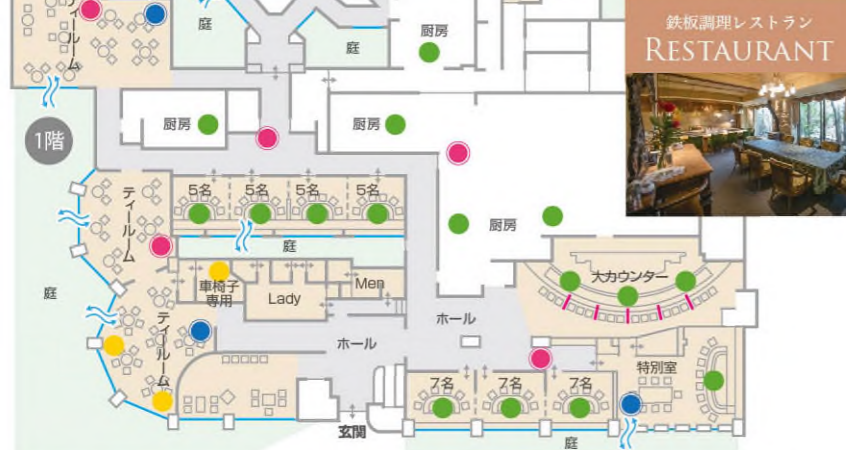 鉄板調理レストラン
RESTAURANT
ティールーム
庭
庭
厨房
1階
厨房
厨房
ティールーム
5名
5名
5名
5名
厨房
庭
庭
車椅子
専用
Lady
Men
大カウンター
ティールーム
ホール
ホール
特別室
7名
7名
7名
玄関
庭